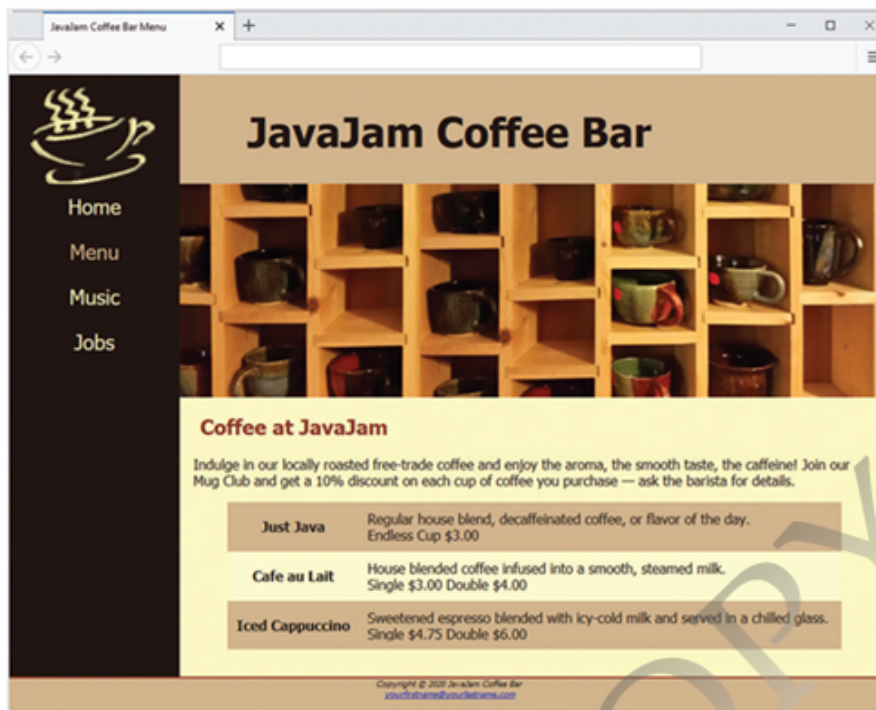 JavaJam Coffee Bar Menu
JavaJam Coffee Bar
Home
Menu
Music
Jobs
Coffee at JavaJam
Indulge in our locally roasted free-trade coffee and enjoy the aroma, the smooth taste, the caffeine! Join our
Mug Club and get a 10% discount on each cup of coffee you purchase — ask the barista for details.
Just Java
Regular house blend, decaffeinated coffee, or flavor of the day.
Endless Cup $3.00
Cafe au Lait
House blended coffee infused into a smooth, steamed milk.
Single $3.00 Double $4.00
Iced Cappuccino
Sweetened espresso blended with icy-cold milk and served in a chilled glass.
Single $4.75 Double $6.00
Copyright © 2020 JavaJam Coffee Bar
yourfirstname@yourlastname.com
OPY